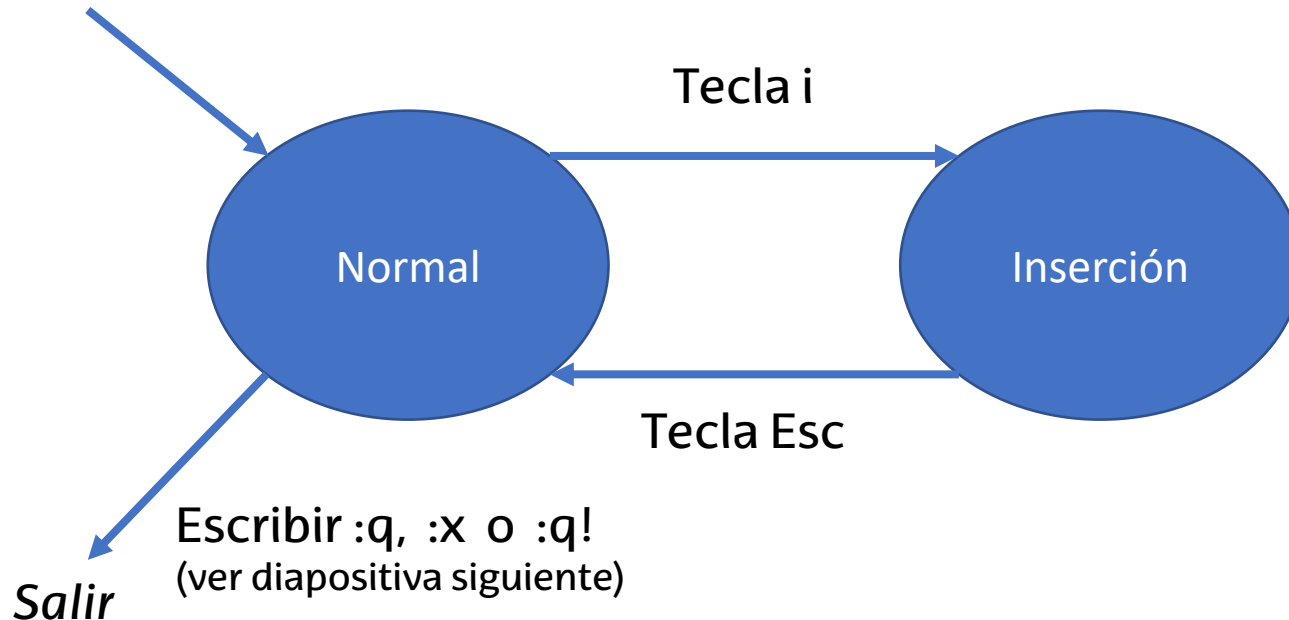 Tecla i
Normal
Inserción
Tecla Esc
Escribir :q, :x o :q!
(ver diapositiva siguiente)
Salir